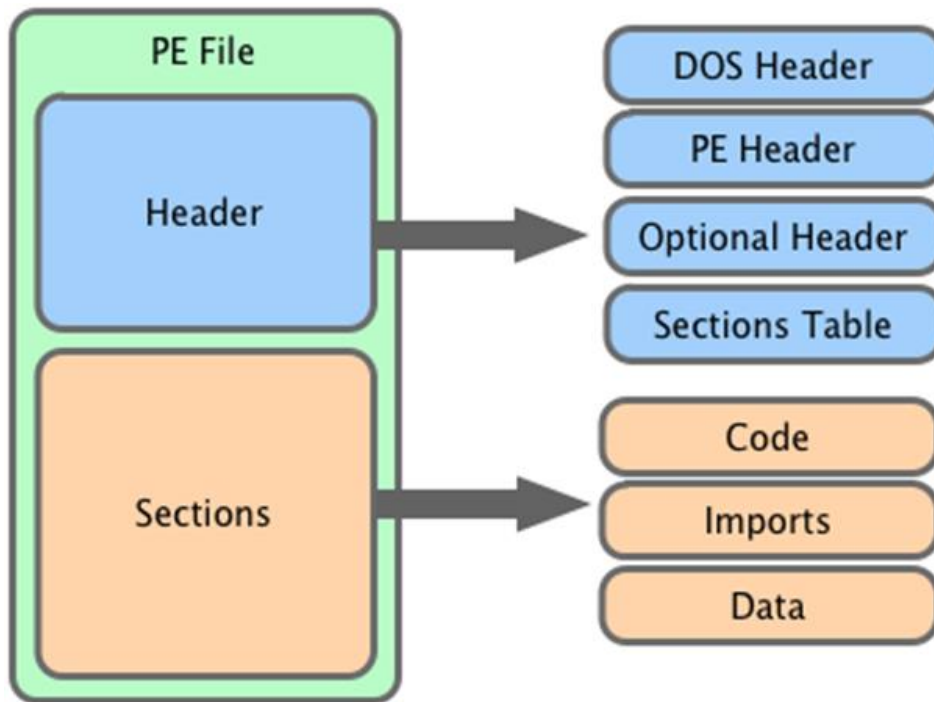 PE File
Header
Sections
DOS Header
PE Header
Optional Header
Sections Table
Code
Imports
Data